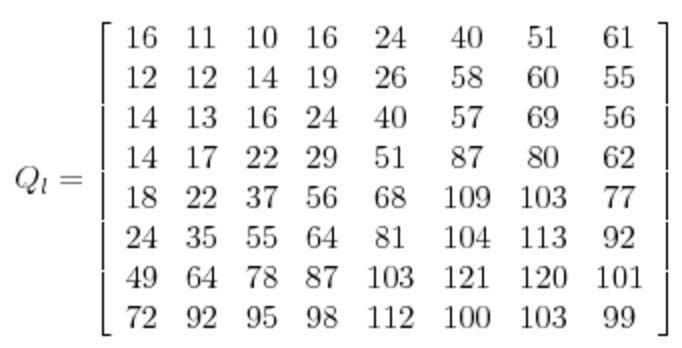 16 11 10 16 24 40 51 61
12 12 14 19 26 58 60 55
14 13 16 24 40 57 69 56
14 17 22 29 51 87 80 62
Qₗ =
18 22 37 56 68 109 103 77
24 35 55 64 81 104 113 92
49 64 78 87 103 121 120 101
72 92 95 98 112 100 103 99